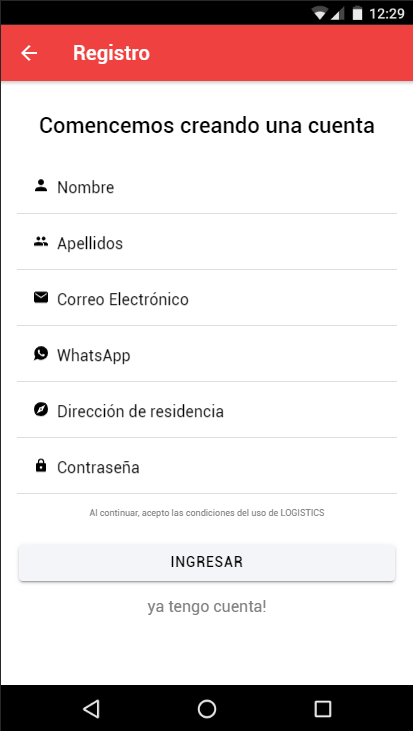 12:29
Registro
Comencemos creando una cuenta
Nombre
Apellidos
Correo Electrónico
WhatsApp
Dirección de residencia
Contraseña
Al continuar, acepto las condiciones del uso de LOGISTICS
INGRESAR
ya tengo cuenta!